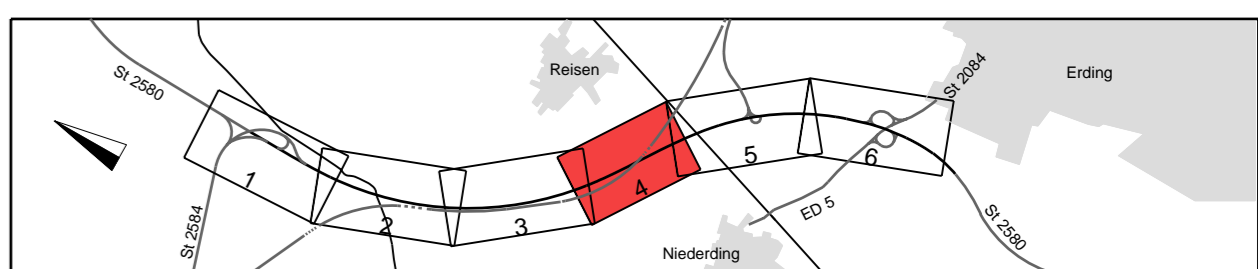 St 2580
Reisen
St 2084
Erding
1
St 2584
2
3
4
5
6
ED 5
Niederding
St 2580